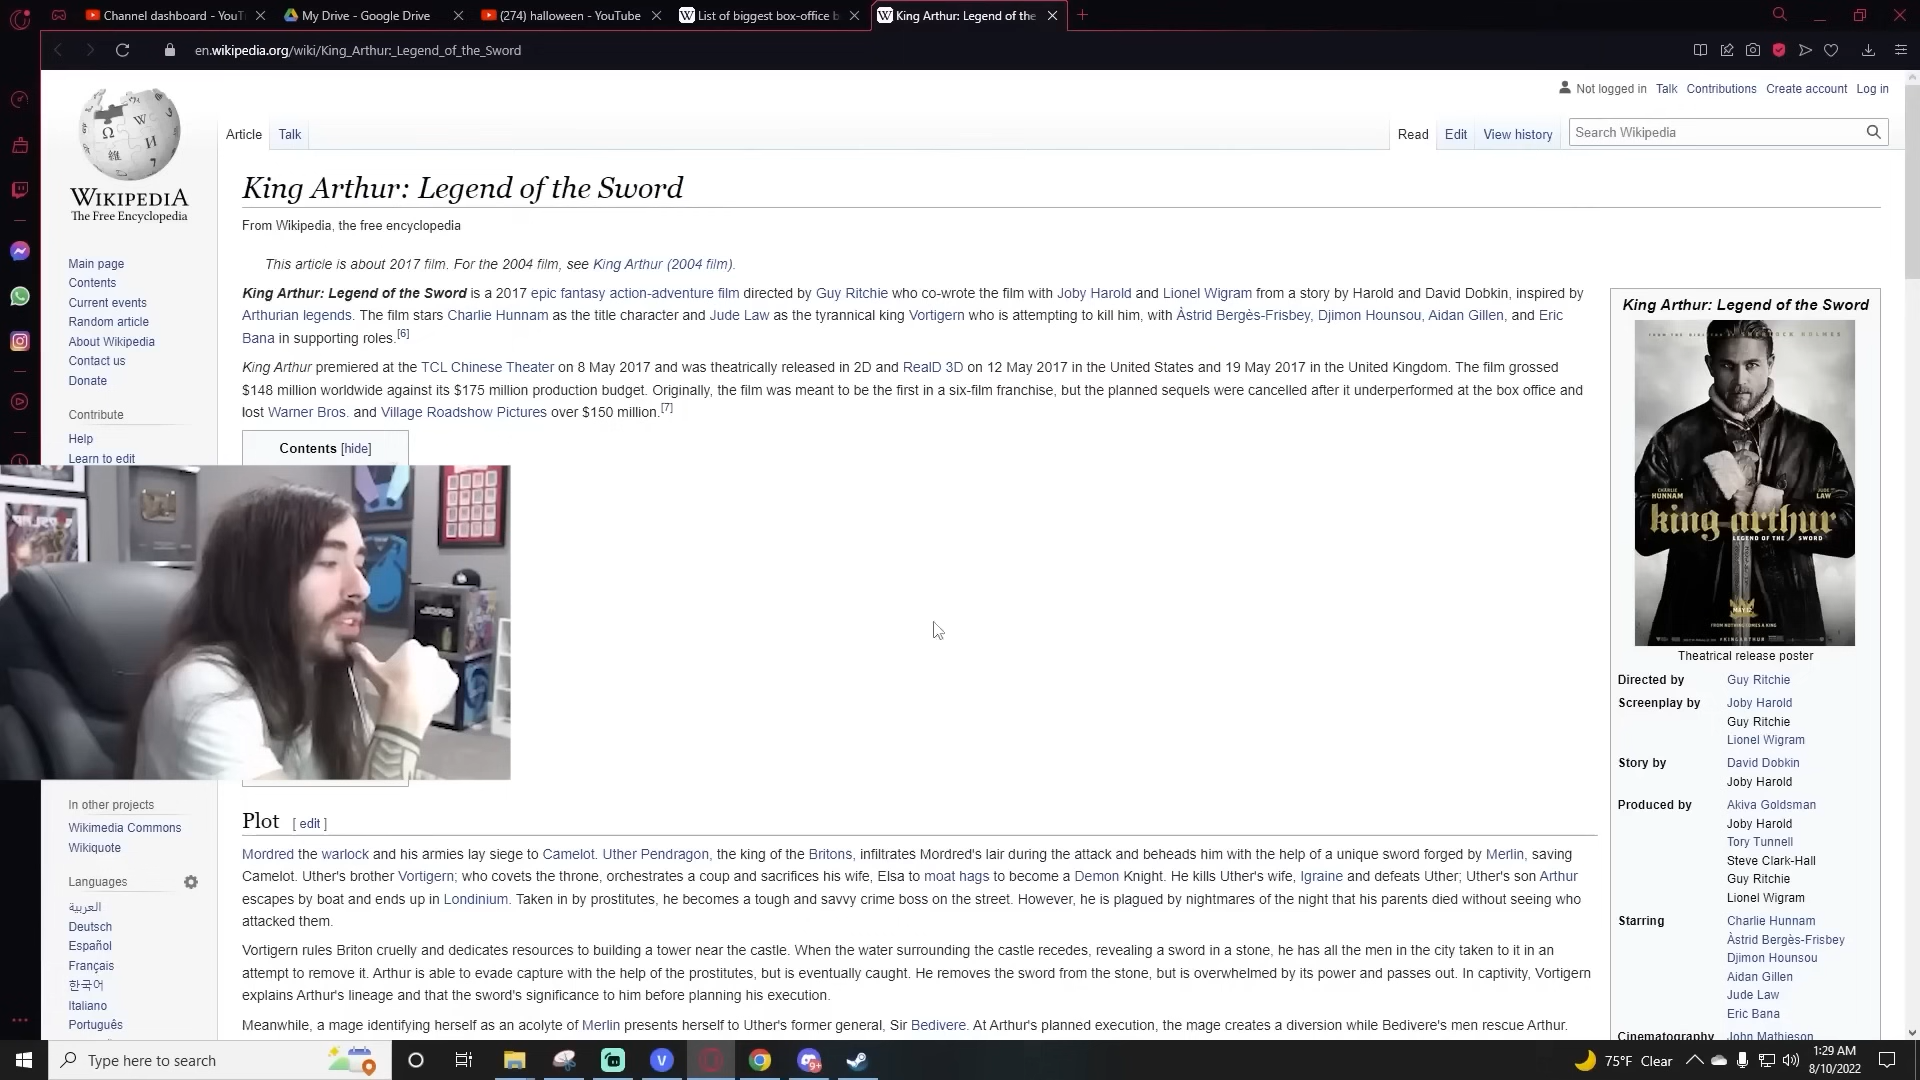 Channel dashboard - YouT
My Drive - Google Drive
(274) halloween - YouTube
List of biggest box-office b
King Arthur: Legend of the
en.wikipedia.org/wiki/King_Arthur:_Legend_of_the_Sword
Not logged in Talk Contributions Create account Log in
Article Talk
Read Edit View history
Search Wikipedia
WIKIPEDIA
The Free Encyclopedia
Main page
Contents
Current events
Random article
About Wikipedia
Contact us
Donate
Contribute
Help
Learn to edit
In other projects
Wikimedia Commons
Wikiquote
Languages
العربية
Deutsch
Español
Français
한국어
Italiano
Português
King Arthur: Legend of the Sword
From Wikipedia, the free encyclopedia
This article is about 2017 film. For the 2004 film, see King Arthur (2004 film).
King Arthur: Legend of the Sword is a 2017 epic fantasy action-adventure film directed by Guy Ritchie who co-wrote the film with Joby Harold and Lionel Wigram from a story by Harold and David Dobkin, inspired by
Arthurian legends. The film stars Charlie Hunnam as the title character and Jude Law as the tyrannical king Vortigern who is attempting to kill him, with Àstrid Bergès-Frisbey, Djimon Hounsou, Aidan Gillen, and Eric
Bana in supporting roles.[6]
King Arthur premiered at the TCL Chinese Theater on 8 May 2017 and was theatrically released in 2D and RealD 3D on 12 May 2017 in the United States and 19 May 2017 in the United Kingdom. The film grossed
$148 million worldwide against its $175 million production budget. Originally, the film was meant to be the first in a six-film franchise, but the planned sequels were cancelled after it underperformed at the box office and
lost Warner Bros. and Village Roadshow Pictures over $150 million.[7]
Contents [hide]
Plot [ edit ]
Mordred the warlock and his armies lay siege to Camelot. Uther Pendragon, the king of the Britons, infiltrates Mordred's lair during the attack and beheads him with the help of a unique sword forged by Merlin, saving
Camelot. Uther's brother Vortigern; who covets the throne, orchestrates a coup and sacrifices his wife, Elsa to moat hags to become a Demon Knight. He kills Uther's wife, Igraine and defeats Uther; Uther's son Arthur
escapes by boat and ends up in Londinium. Taken in by prostitutes, he becomes a tough and savvy crime boss on the street. However, he is plagued by nightmares of the night that his parents died without seeing who
attacked them.
Vortigern rules Briton cruelly and dedicates resources to building a tower near the castle. When the water surrounding the castle recedes, revealing a sword in a stone, he has all the men in the city taken to it in an
attempt to remove it. Arthur is able to evade capture with the help of the prostitutes, but is eventually caught. He removes the sword from the stone, but is overwhelmed by its power and passes out. In captivity, Vortigern
explains Arthur's lineage and that the sword's significance to him before planning his execution.
Meanwhile, a mage identifying herself as an acolyte of Merlin presents herself to Uther's former general, Sir Bedivere. At Arthur's planned execution, the mage creates a diversion while Bedivere's men rescue Arthur.
King Arthur: Legend of the Sword
CHARLIE
HUNNAM
JUDE
LAW
king arthur
LEGEND OF THE SWORD
MAY 12
FROM NOTHING COMES A KING
#KINGARTHUR
Theatrical release poster
Directed by Guy Ritchie
Screenplay by Joby Harold
Guy Ritchie
Lionel Wigram
Story by David Dobkin
Joby Harold
Produced by Akiva Goldsman
Joby Harold
Tory Tunnell
Steve Clark-Hall
Guy Ritchie
Lionel Wigram
Starring Charlie Hunnam
Àstrid Bergès-Frisbey
Djimon Hounsou
Aidan Gillen
Jude Law
Eric Bana
Cinematography John Mathieson
Type here to search
75°F Clear
1:29 AM
8/10/2022